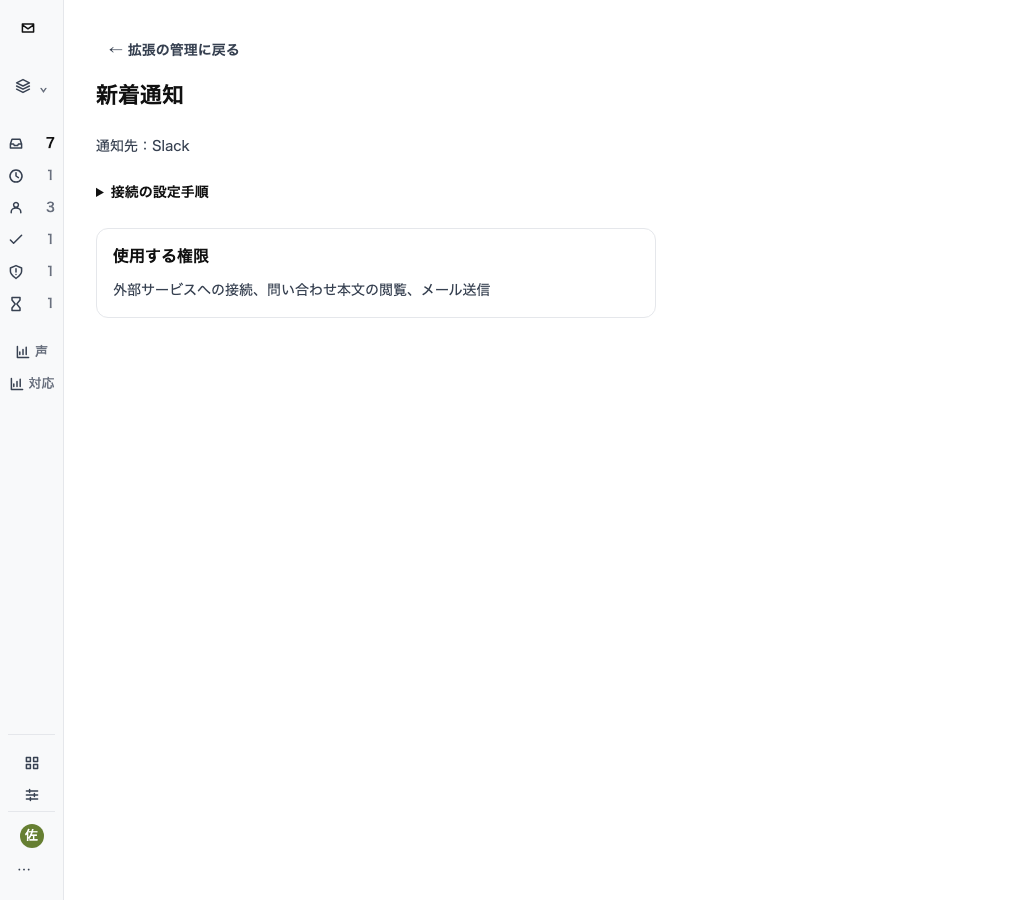 ← 拡張の管理に戻る
新着通知
通知先：Slack
▶ 接続の設定手順
使用する権限
外部サービスへの接続、問い合わせ本文の閲覧、メール送信
7
1
3
1
1
1
声
対応
佐
…